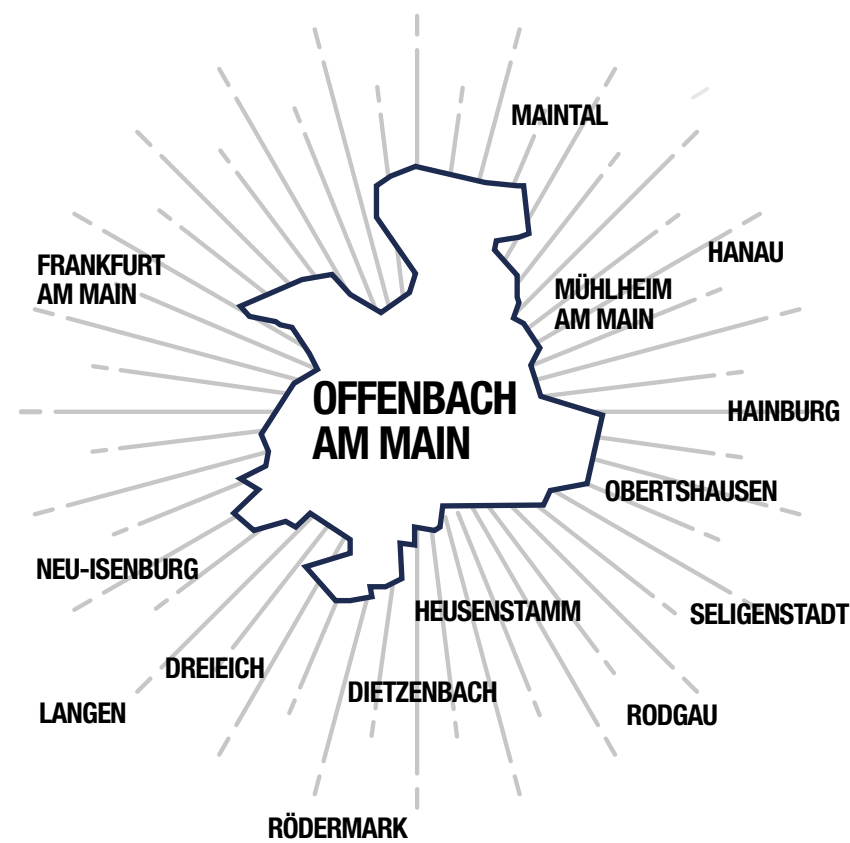 MAINTAL
HANAU
FRANKFURT
AM MAIN
MÜHLHEIM
AM MAIN
OFFENBACH
AM MAIN
HAINBURG
OBERTSHAUSEN
NEU-ISENBURG
HEUSENSTAMM
SELIGENSTADT
DREIEICH
DIETZENBACH
LANGEN
RODGAU
RÖDERMARK